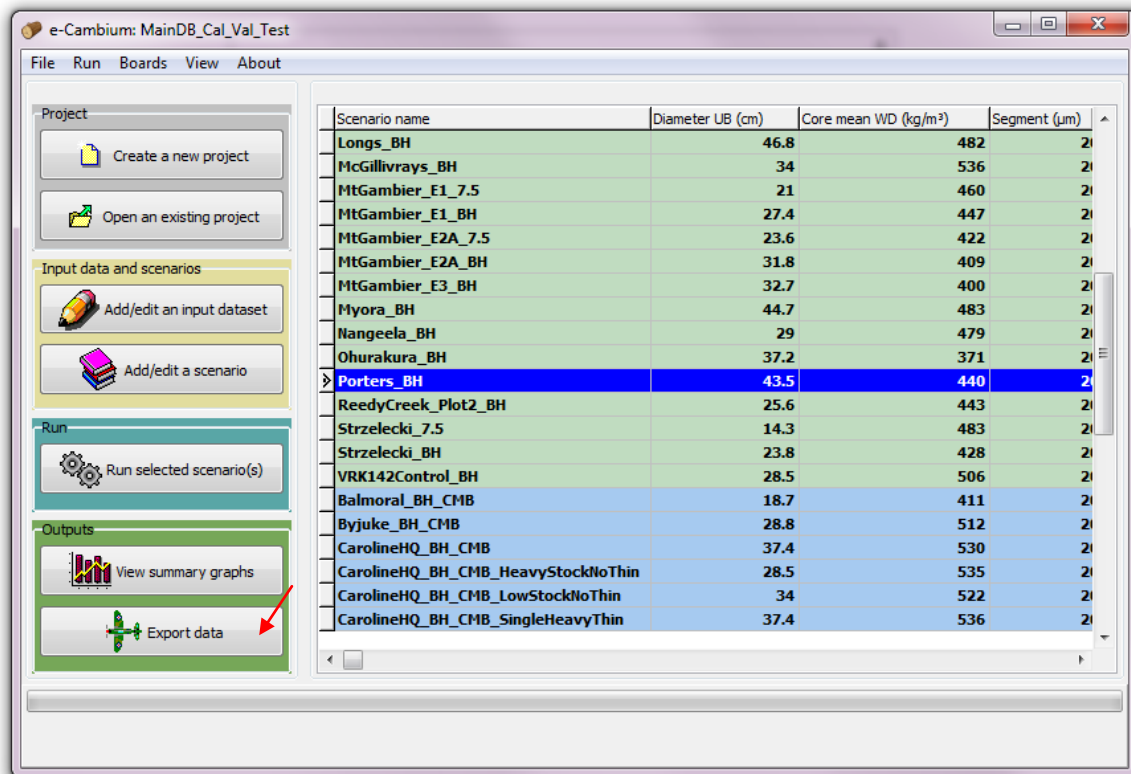 e-Cambium: MainDB_Cal_Val_Test
File Run Boards View About
Project
Create a new project
Open an existing project
Input data and scenarios
Add/edit an input dataset
Add/edit a scenario
Run
Run selected scenario(s)
Outputs
View summary graphs
Export data
Scenario name Diameter UB (cm) Core mean WD (kg/m³) Segment (µm)
Longs_BH 46.8 482
McGillivrays_BH 34 536
MtGambier_E1_7.5 21 460
MtGambier_E1_BH 27.4 447
MtGambier_E2A_7.5 23.6 422
MtGambier_E2A_BH 31.8 409
MtGambier_E3_BH 32.7 400
Myora_BH 44.7 483
Nangeela_BH 29 479
Ohurakura_BH 37.2 371
Porters_BH 43.5 440
ReedyCreek_Plot2_BH 25.6 443
Strzelecki_7.5 14.3 483
Strzelecki_BH 23.8 428
VRK142Control_BH 28.5 506
Balmoral_BH_CMB 18.7 411
Byjuke_BH_CMB 28.8 512
CarolineHQ_BH_CMB 37.4 530
CarolineHQ_BH_CMB_HeavyStockNoThin 28.5 535
CarolineHQ_BH_CMB_LowStockNoThin 34 522
CarolineHQ_BH_CMB_SingleHeavyThin 37.4 536